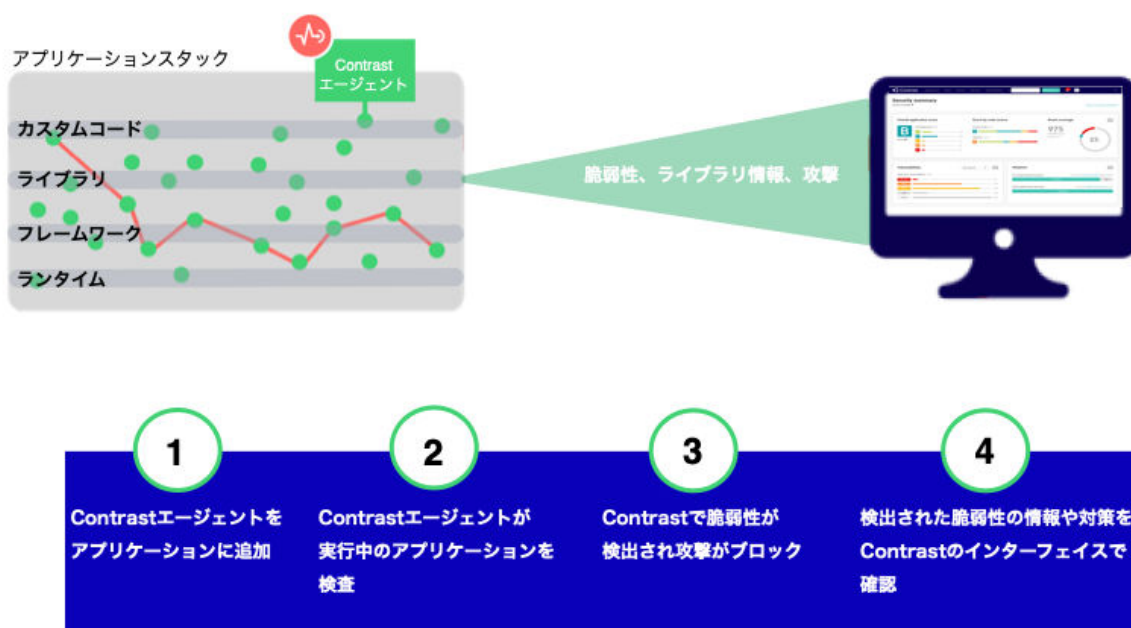 アプリケーションスタック
Contrast
エージェント
カスタムコード
ライブラリ
フレームワーク
ランタイム
脆弱性、ライブラリ情報、攻撃
Security summary
B
97%
1
2
3
4
Contrastエージェントを
アプリケーションに追加
Contrastエージェントが
実行中のアプリケーションを
検査
Contrastで脆弱性が
検出され攻撃がブロック
検出された脆弱性の情報や対策を
Contrastのインターフェイスで
確認